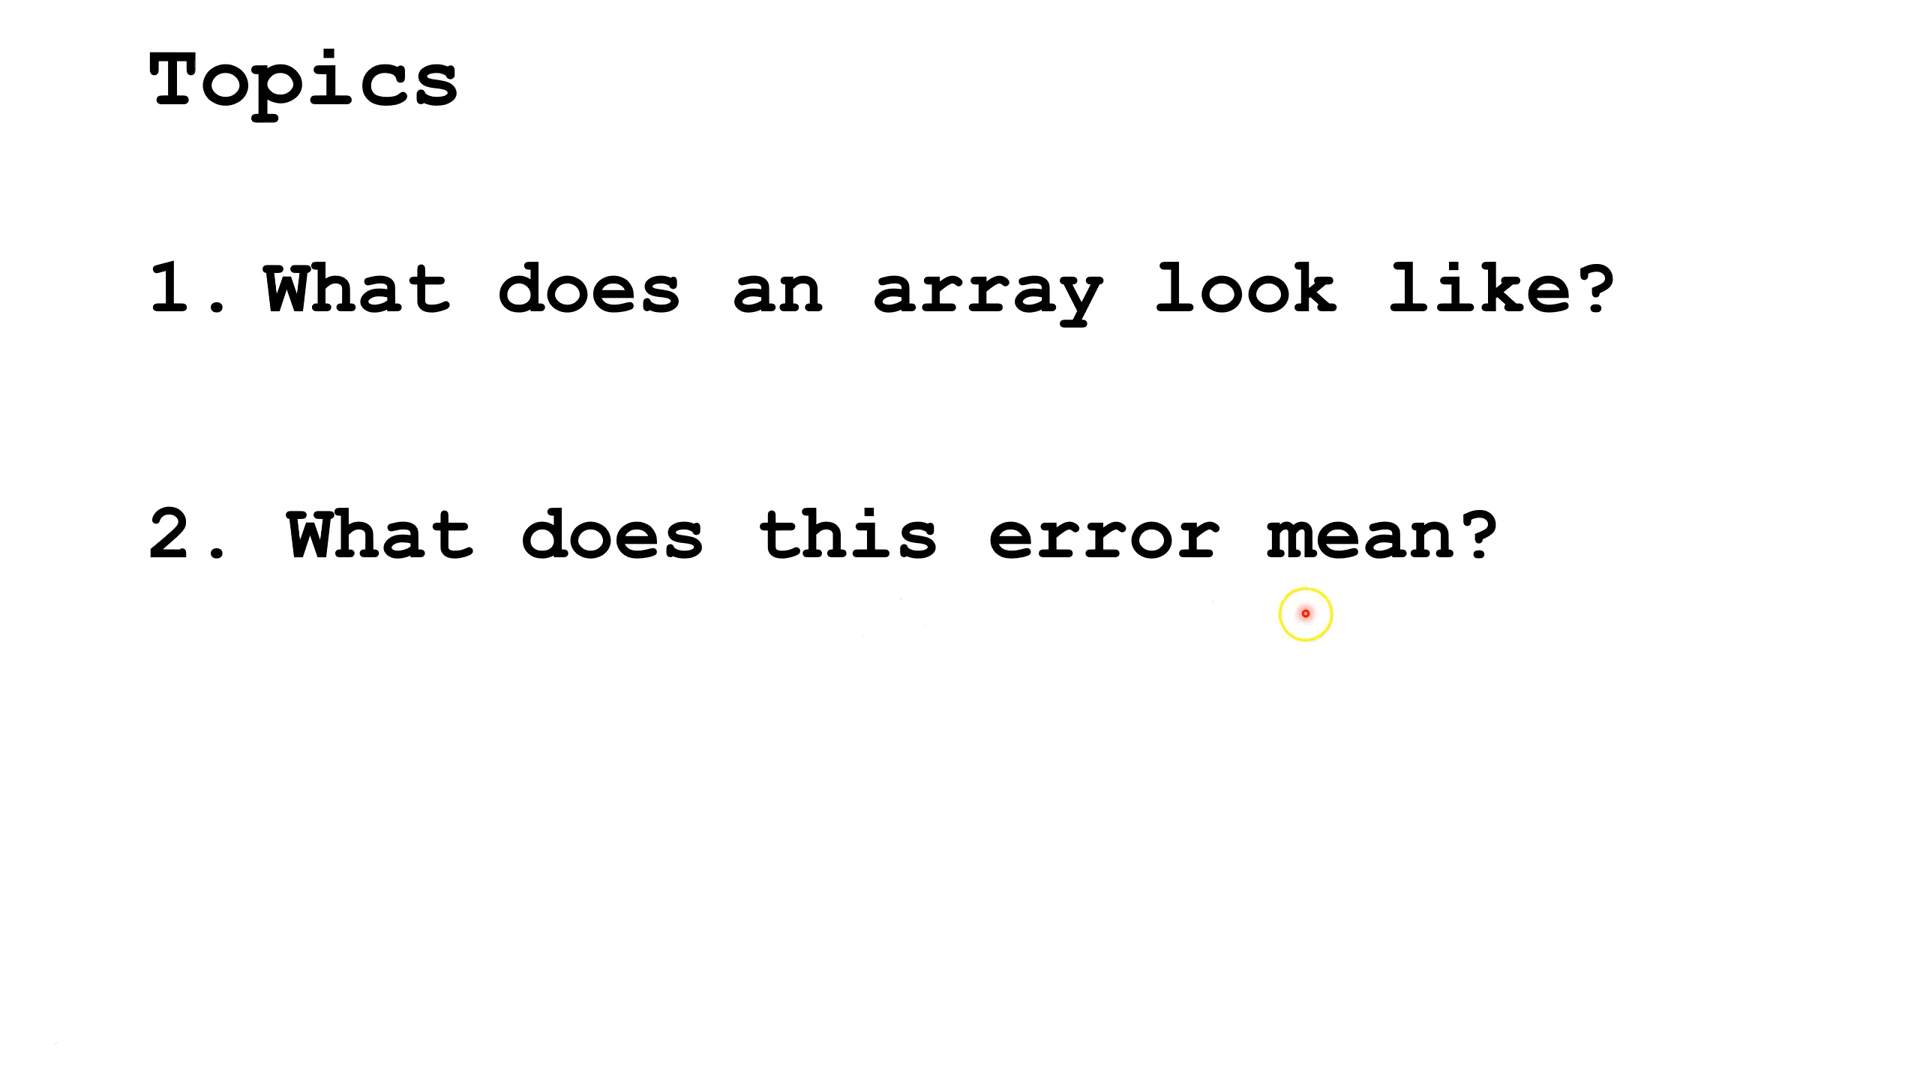 Topics
1. What does an array look like?
2. What does this error mean?